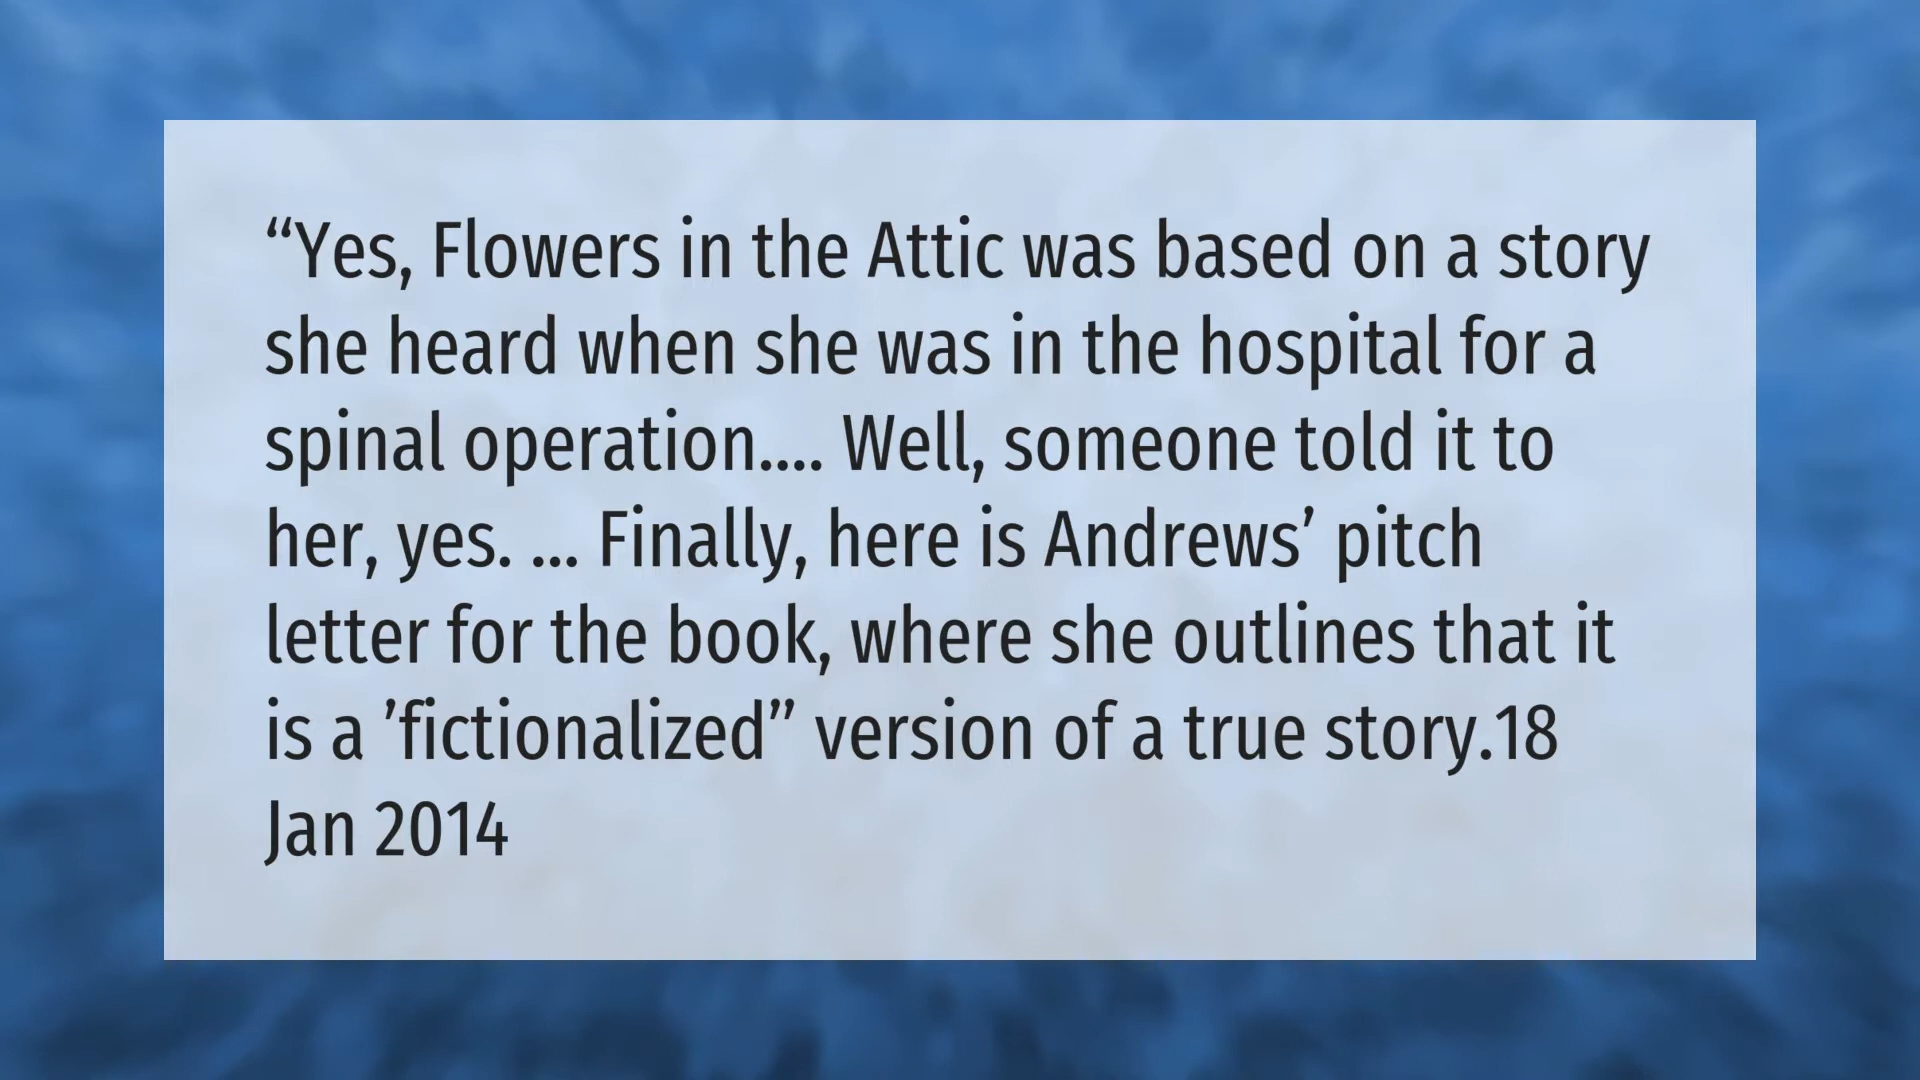 “Yes, Flowers in the Attic was based on a story
she heard when she was in the hospital for a
spinal operation.... Well, someone told it to
her, yes. ... Finally, here is Andrews’ pitch
letter for the book, where she outlines that it
is a ’fictionalized” version of a true story.18
Jan 2014